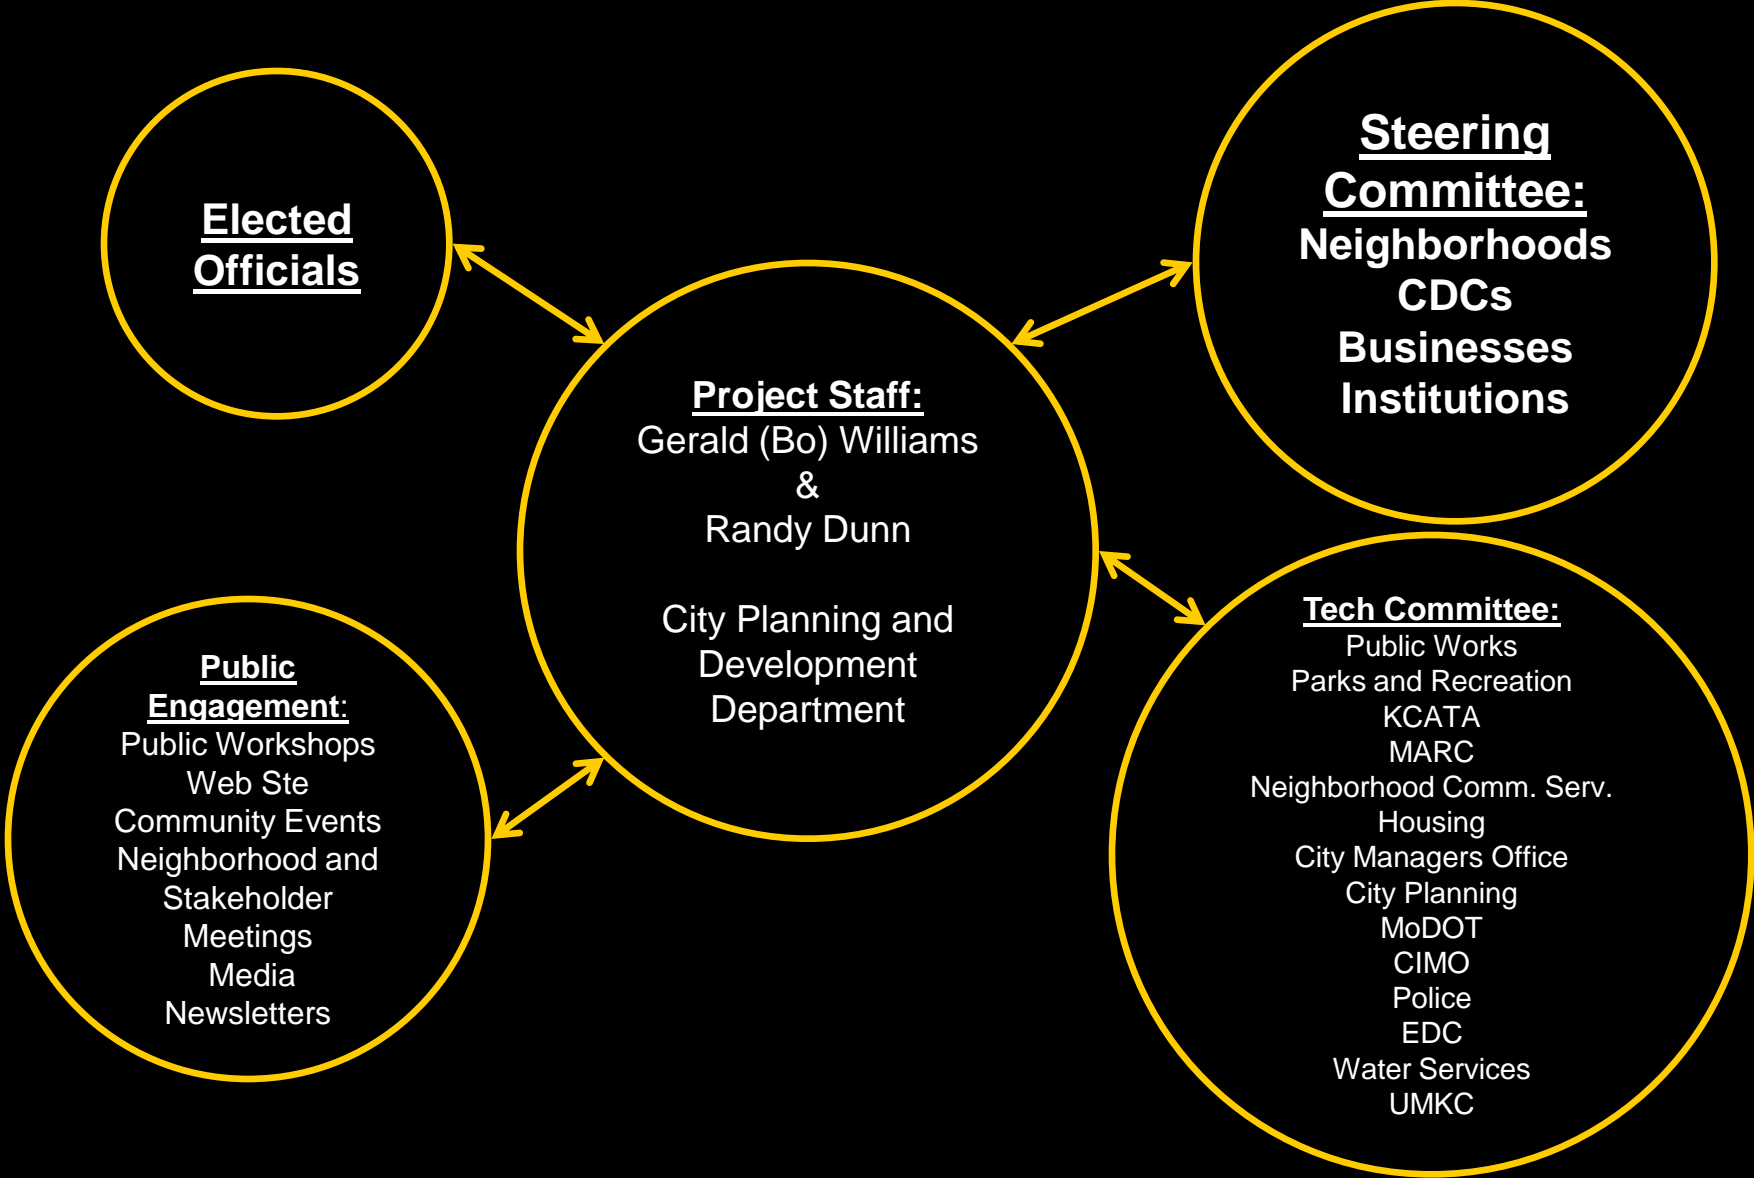 Elected
Officials
Steering
Committee:
Neighborhoods
CDCs
Businesses
Institutions
Project Staff:
Gerald (Bo) Williams
&
Randy Dunn
City Planning and
Development
Department
Public
Engagement:
Public Workshops
Web Ste
Community Events
Neighborhood and
Stakeholder
Meetings
Media
Newsletters
Tech Committee:
Public Works
Parks and Recreation
KCATA
MARC
Neighborhood Comm. Serv.
Housing
City Managers Office
City Planning
MoDOT
CIMO
Police
EDC
Water Services
UMKC